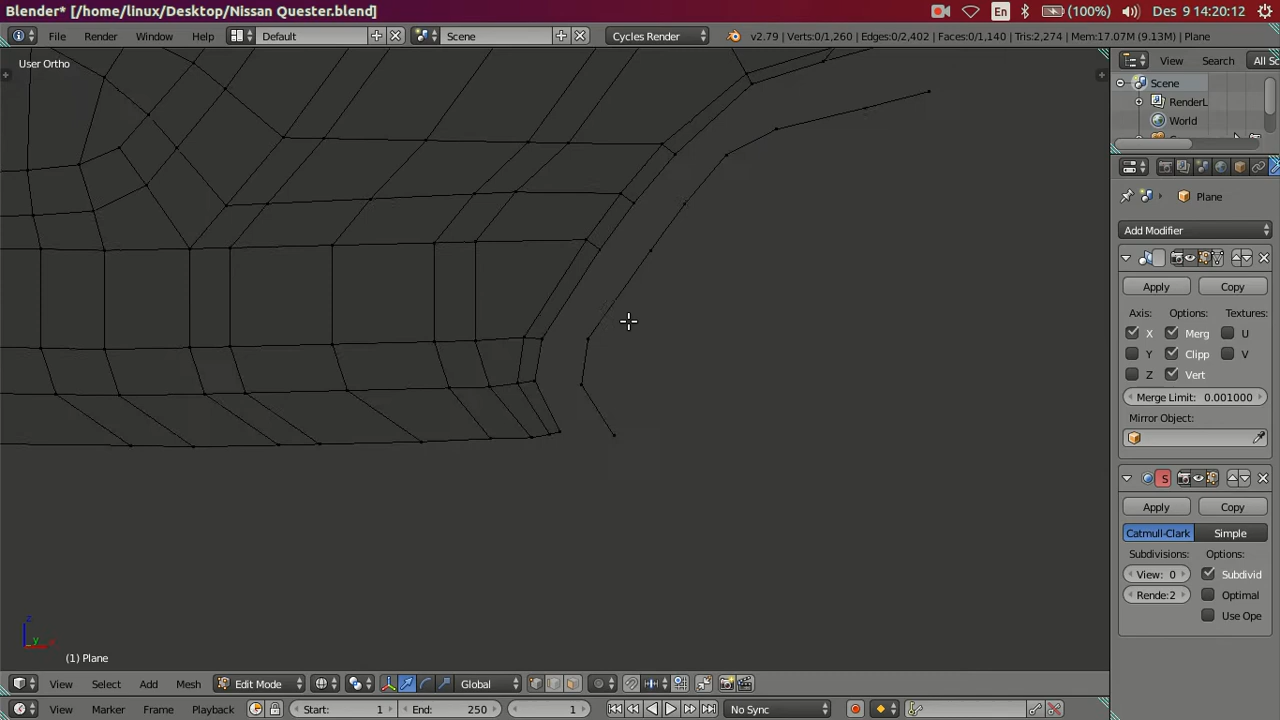 Blender* [/home/linux/Desktop/Nissan Quester.blend]
En (100%) Des 9 14:20:12
File Render Window Help Default Scene Cycles Render v2.79 | Verts:0/1,260 | Edges:0/2,402 | Faces:0/1,140 | Tris:2,274 | Mem:17.07M (9.13M) | Plane
User Ortho
View Search All Sc
Scene
RenderL
World
Plane
Add Modifier
Apply Copy
Axis: Textures:
X Merg U
Y Clipp V
Z Vert
Merge Limit: 0.001000
Mirror Object:
S
Apply Copy
Catmull-Clark Simple
Subdivisions: Options:
View: 0 Subdivid
Rende:2 Optimal
Use Ope
z
y
(1) Plane
View Select Add Mesh Edit Mode Global
View Marker Frame Playback Start: 1 End: 250 1 No Sync